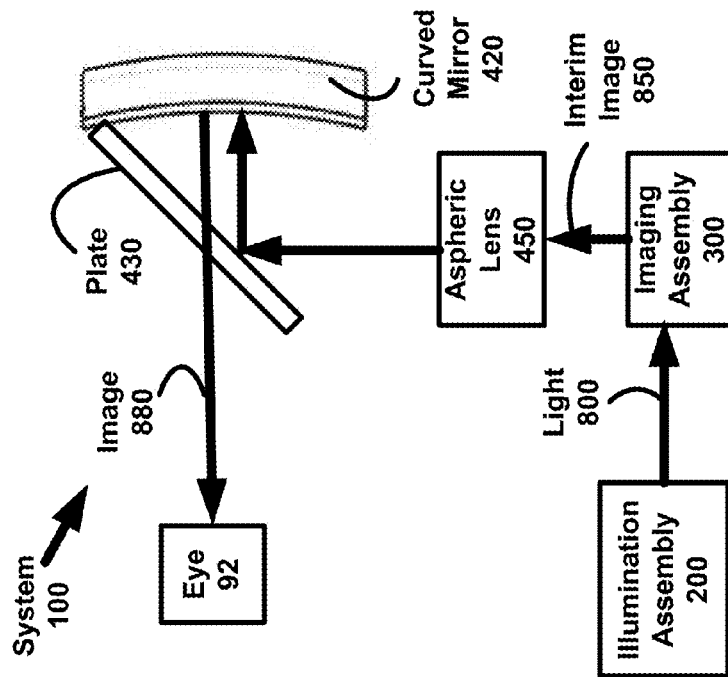 System
100
Eye
92
Image
880
Plate
430
Curved
Mirror
420
Aspheric
Lens
450
Interim
Image
850
Imaging
Assembly
300
Light
800
Illumination
Assembly
200